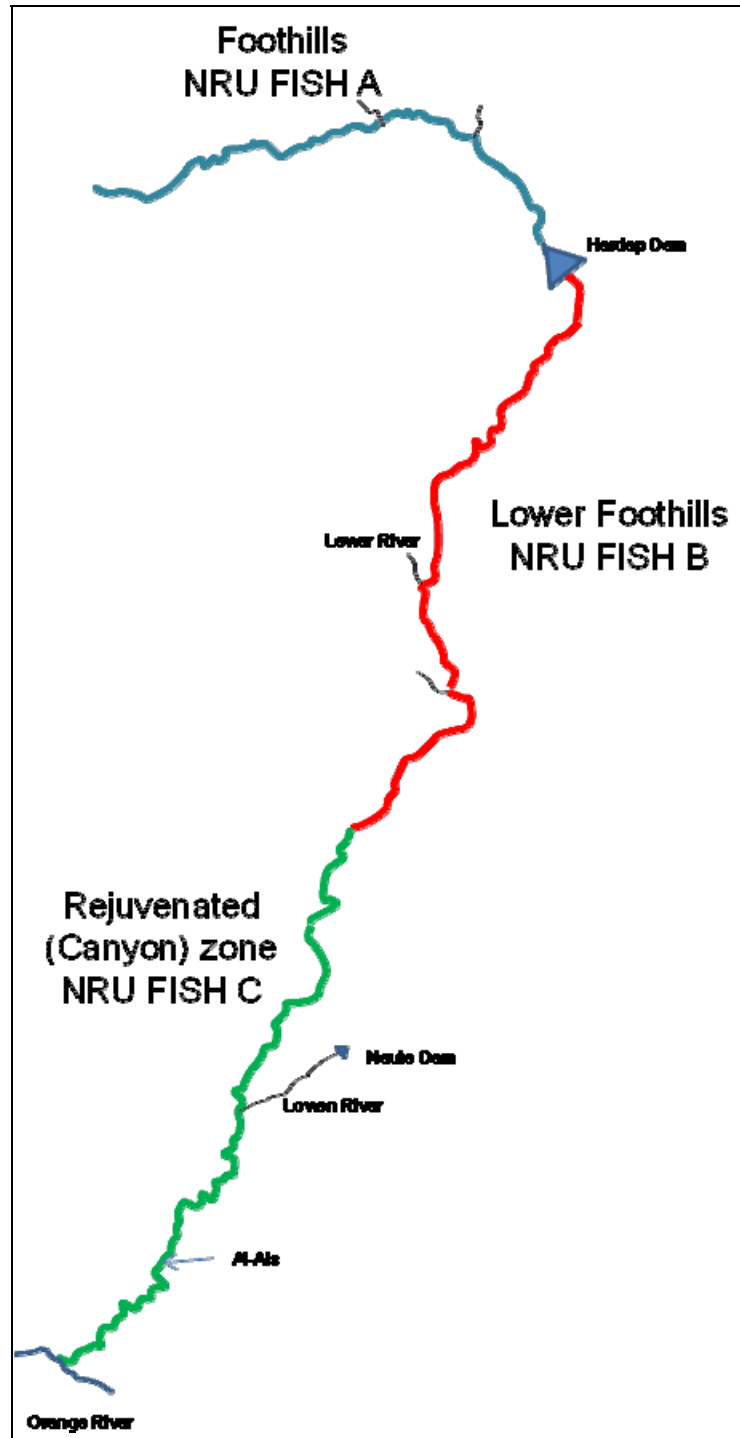 Foothills
NRU FISH A
Hardap Dam
Lower River
Lower Foothills
NRU FISH B
Rejuvenated
(Canyon) zone
NRU FISH C
Naute Dam
Lowen River
Ai-Ais
Orange River